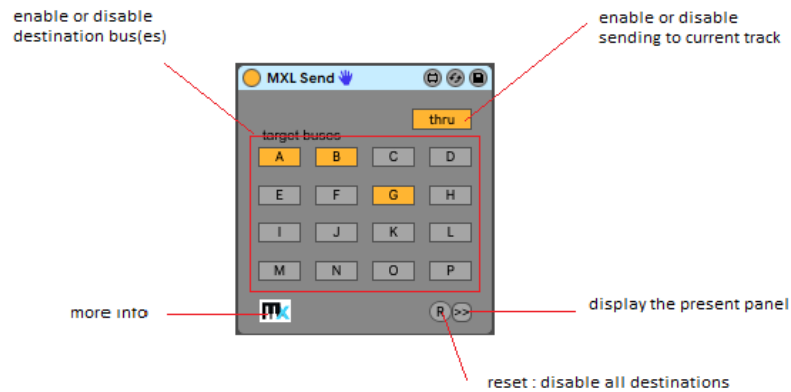 enable or disable
destination bus(es)
enable or disable
sending to current track
MXL Send
thru
target buses
A B C D
E F G H
I J K L
M N O P
more info
mx
R >>
display the present panel
reset : disable all destinations